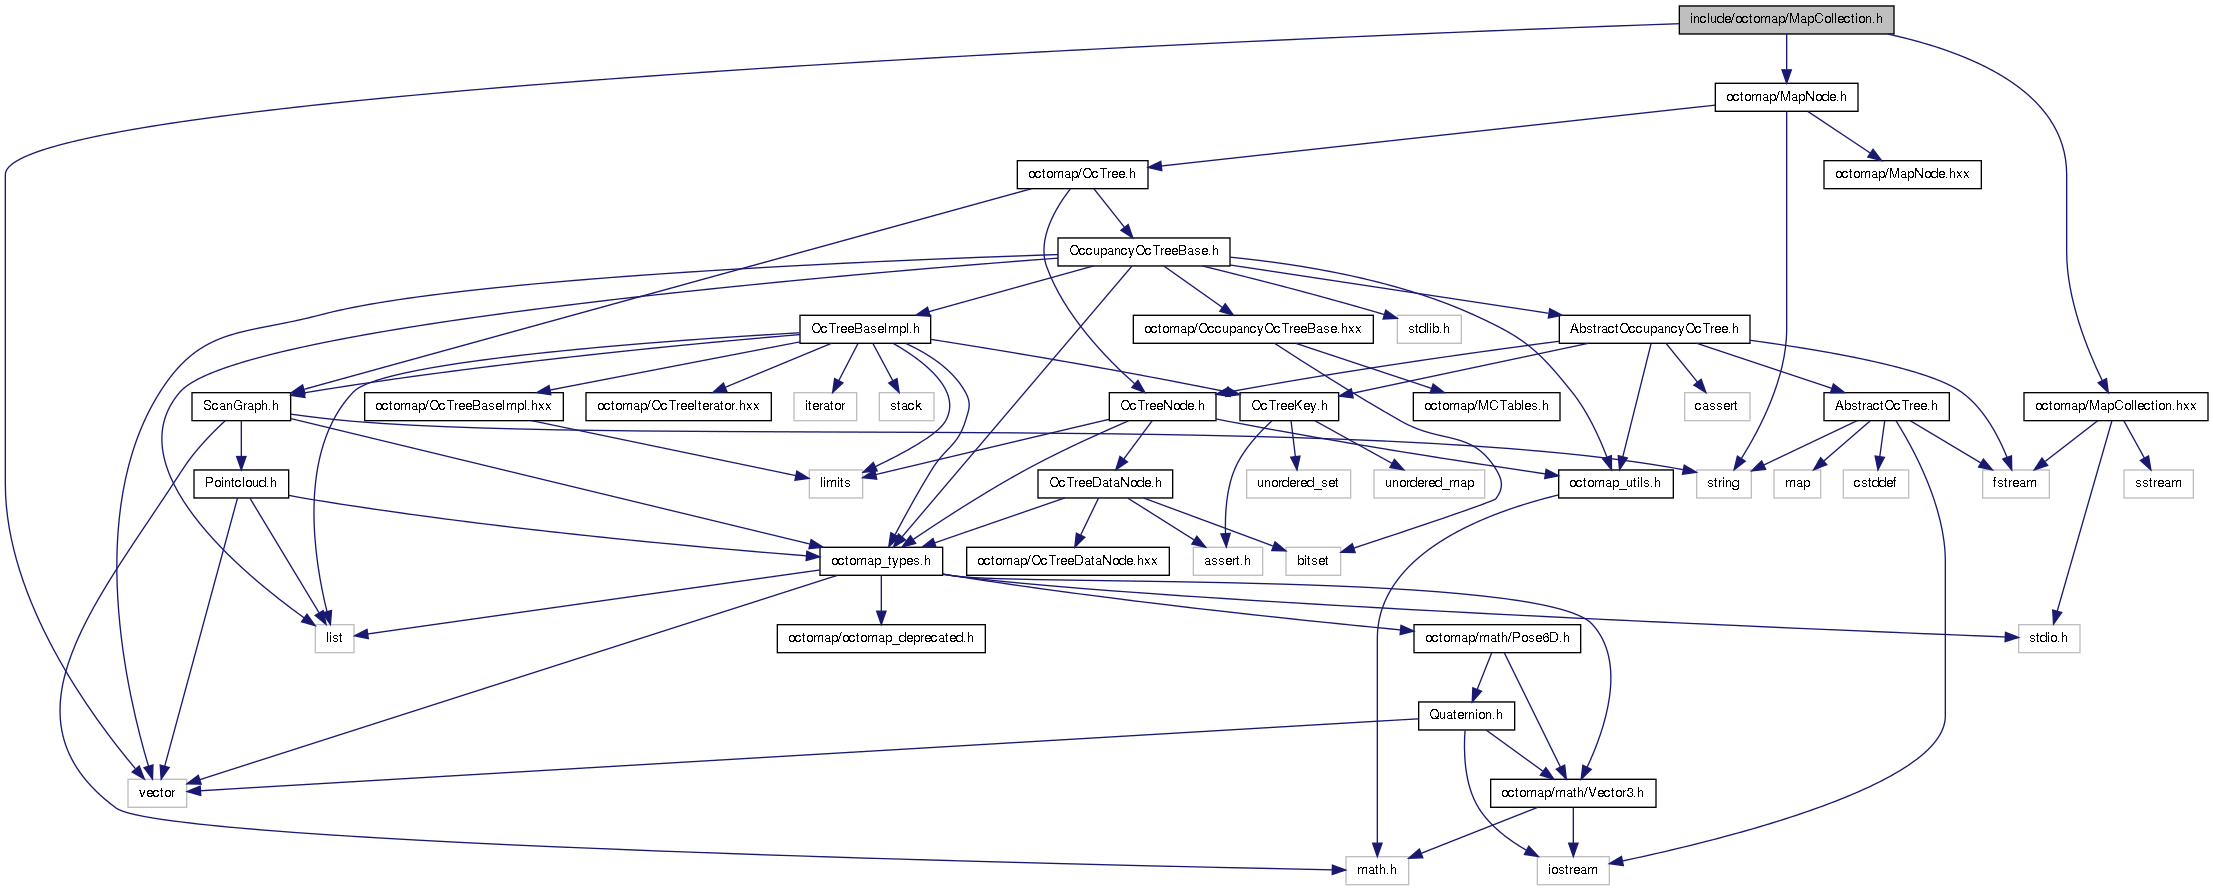 include/octomap/MapCollection.h
octomap/MapNode.h
octomap/OcTree.h
octomap/MapNode.hxx
OccupancyOcTreeBase.h
OcTreeBaseImpl.h
octomap/OccupancyOcTreeBase.hxx
stdlib.h
AbstractOccupancyOcTree.h
ScanGraph.h
octomap/OcTreeBaseImpl.hxx
octomap/OcTreeIterator.hxx
iterator
stack
OcTreeNode.h
OcTreeKey.h
octomap/MCTables.h
cassert
AbstractOcTree.h
octomap/MapCollection.hxx
Pointcloud.h
limits
OcTreeDataNode.h
unordered_set
unordered_map
octomap_utils.h
string
map
cstddef
fstream
sstream
octomap_types.h
octomap/OcTreeDataNode.hxx
assert.h
bitset
list
octomap/octomap_deprecated.h
octomap/math/Pose6D.h
stdio.h
Quaternion.h
vector
octomap/math/Vector3.h
math.h
iostream